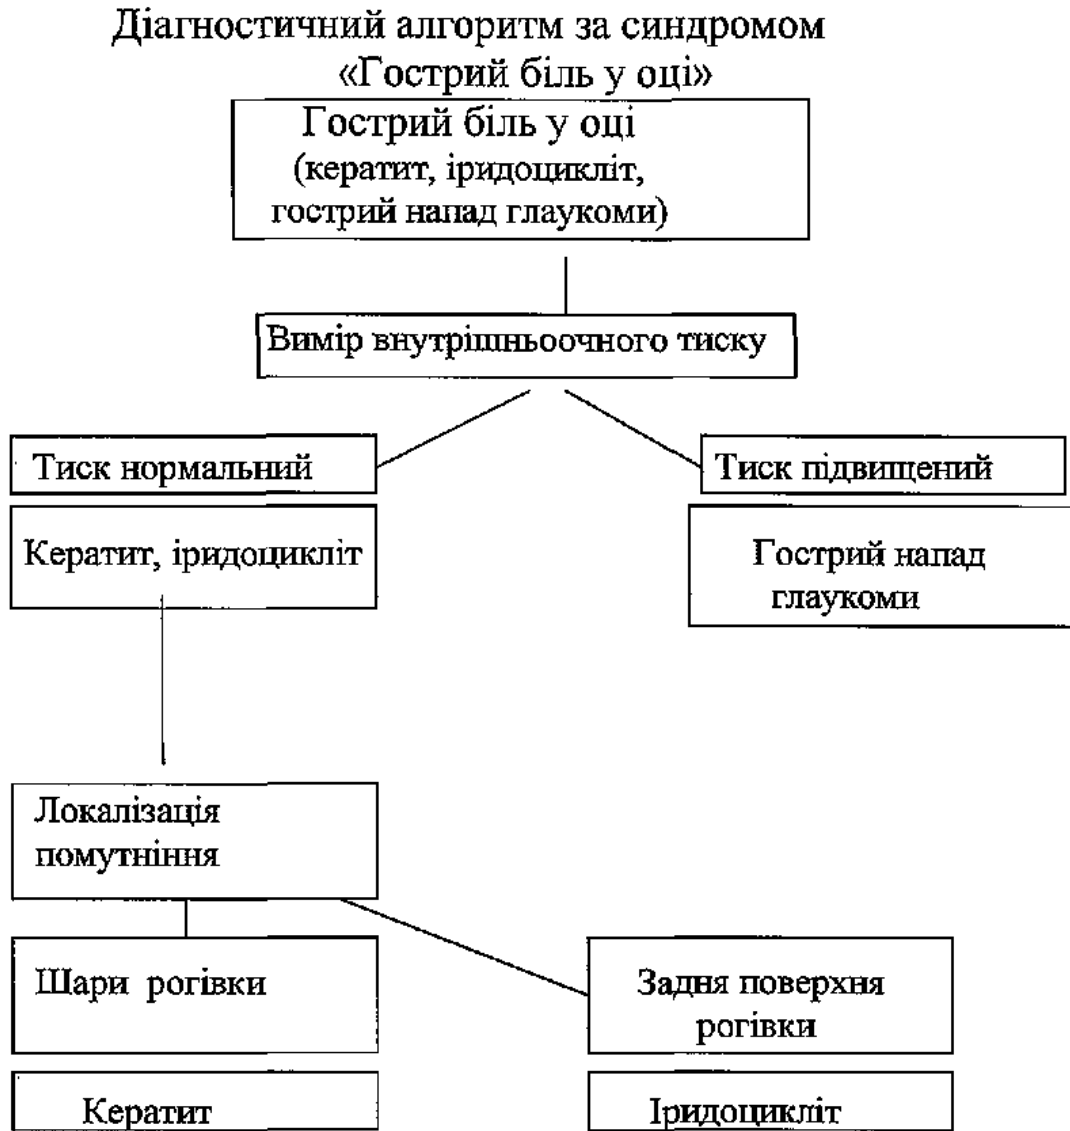 Діагностичний алгоритм за синдромом
«Гострий біль у оці»
Гострий біль у оці
(кератит, іридоцикліт,
гострий напад глаукоми)
Вимір внутрішньоочного тиску
Тиск нормальний
Тиск підвищений
Кератит, іридоцикліт
Гострий напад
глаукоми
Локалізація
помутніння
Шари рогівки
Задня поверхня
рогівки
Кератит
Іридоцикліт